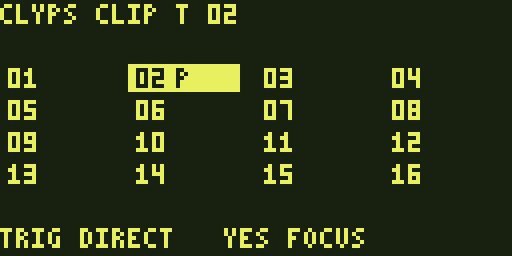 CLYPS CLIP T 02
01 02 P 03 04
05 06 07 08
09 10 11 12
13 14 15 16
TRIG DIRECT YES FOCUS